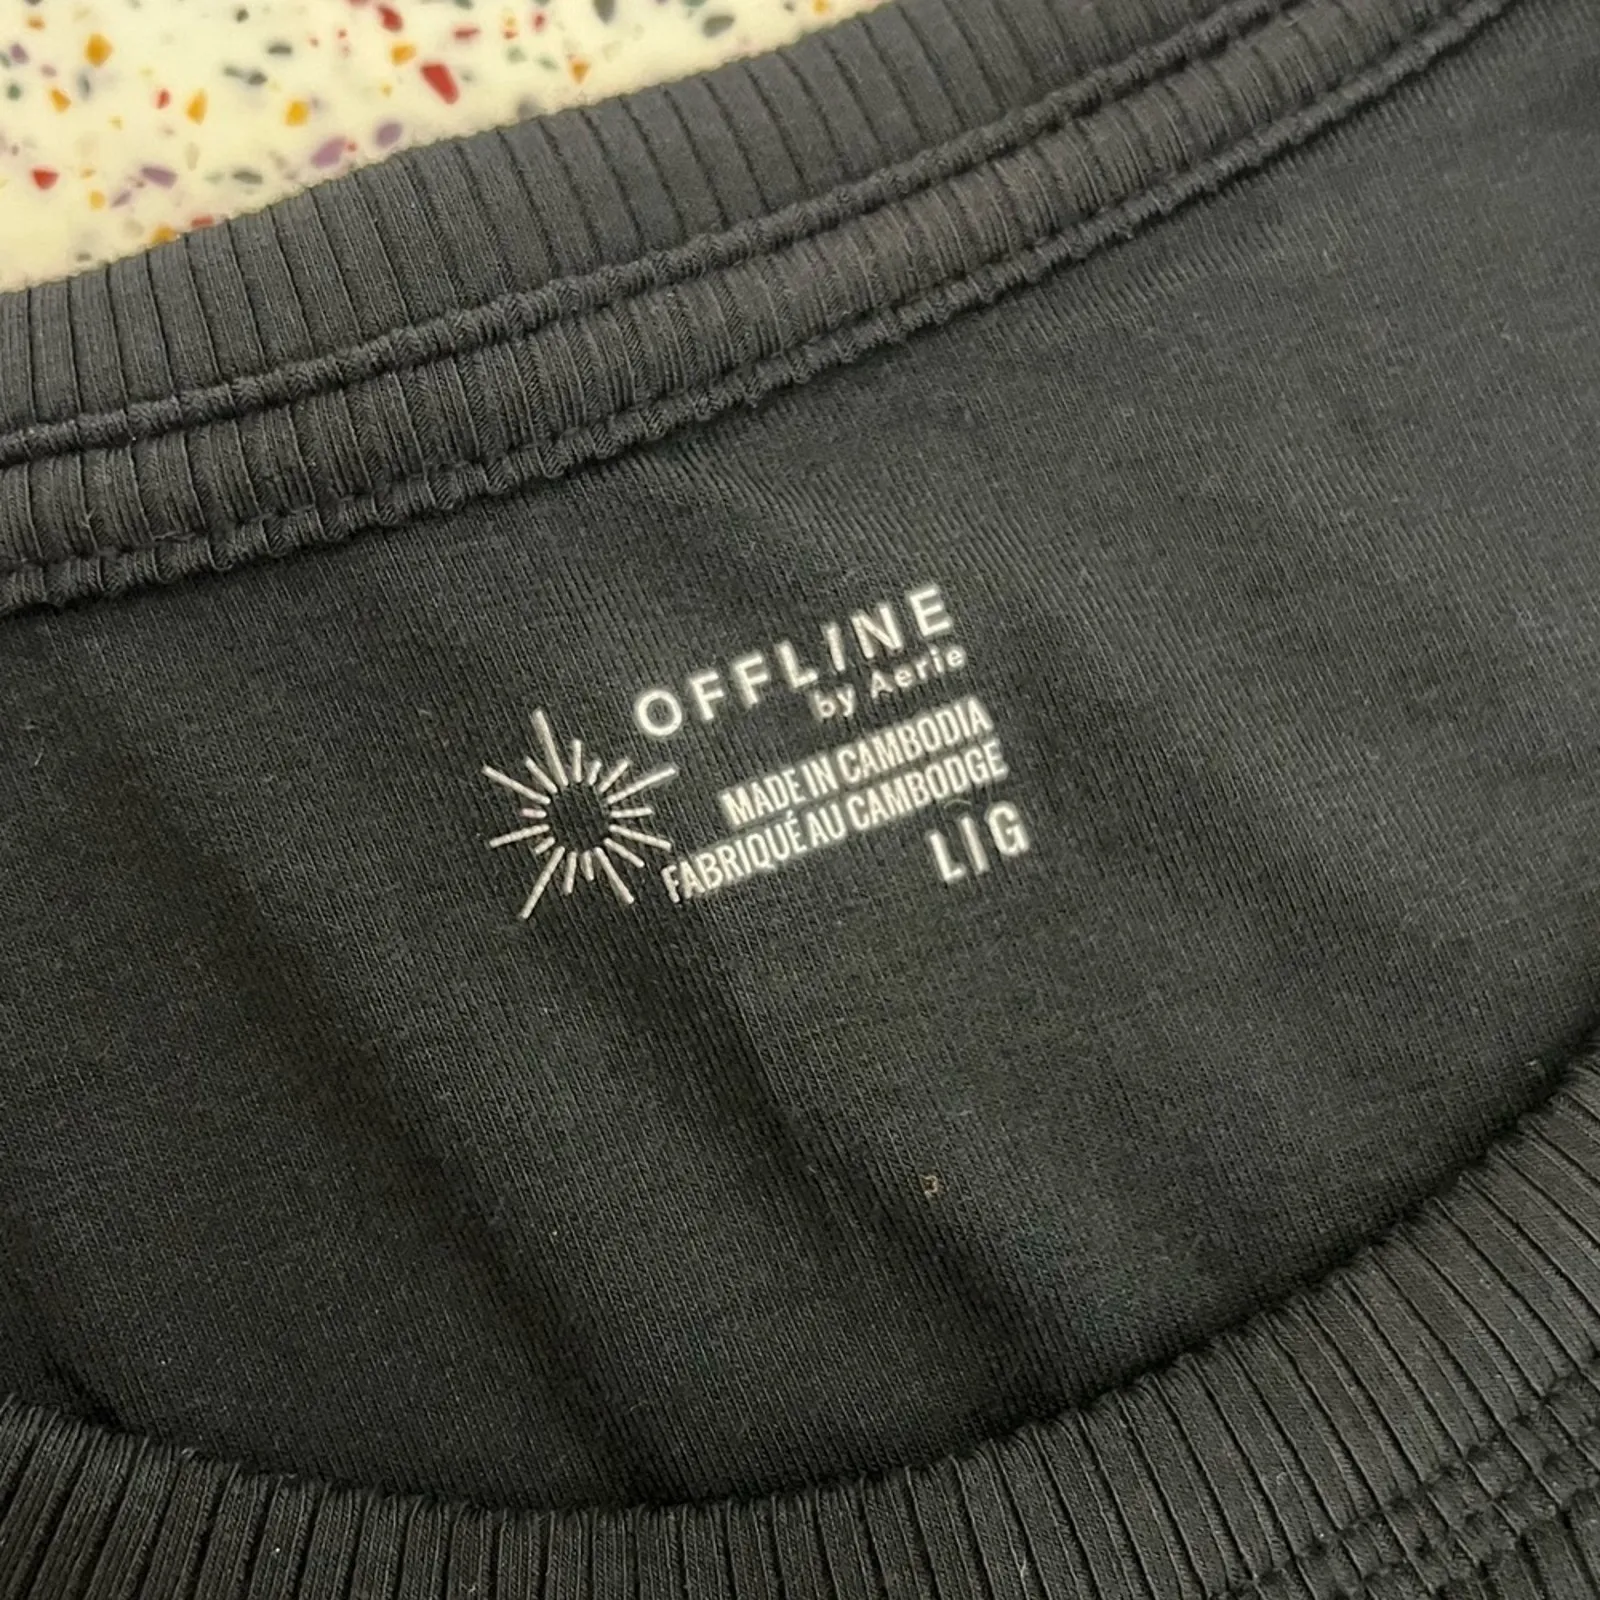 OFFLINE
by Aerie
MADE IN CAMBODIA
FABRIQUÉ AU CAMBODGE
L|G